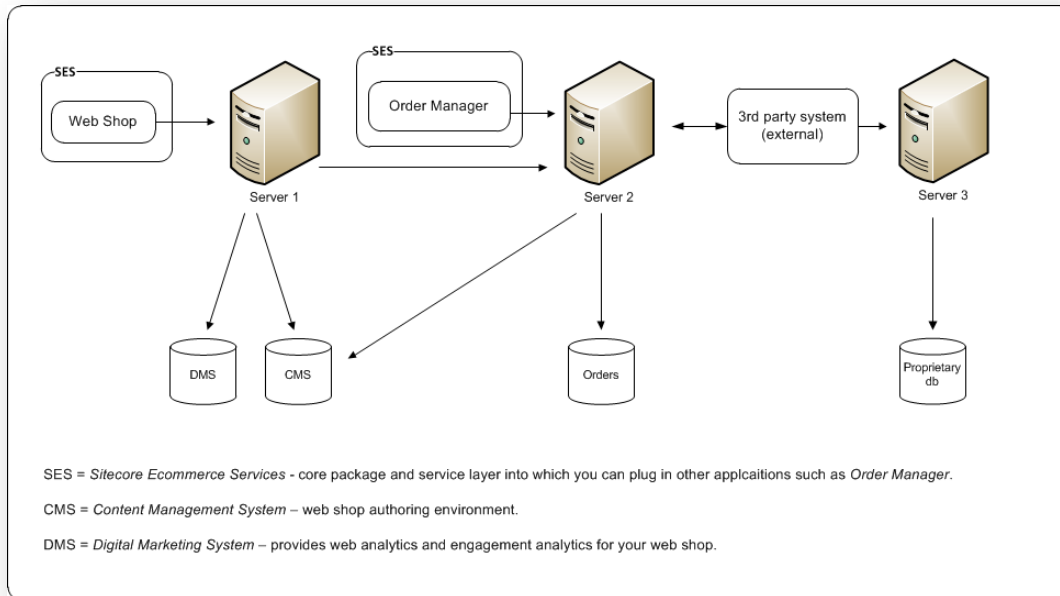 SES
Web Shop
SES
Order Manager
3rd party system
(external)
Server 1
Server 2
Server 3
DMS
CMS
Orders
Proprietary
db
SES = Sitecore Ecommerce Services - core package and service layer into which you can plug in other applcaitions such as Order Manager.
CMS = Content Management System – web shop authoring environment.
DMS = Digital Marketing System – provides web analytics and engagement analytics for your web shop.